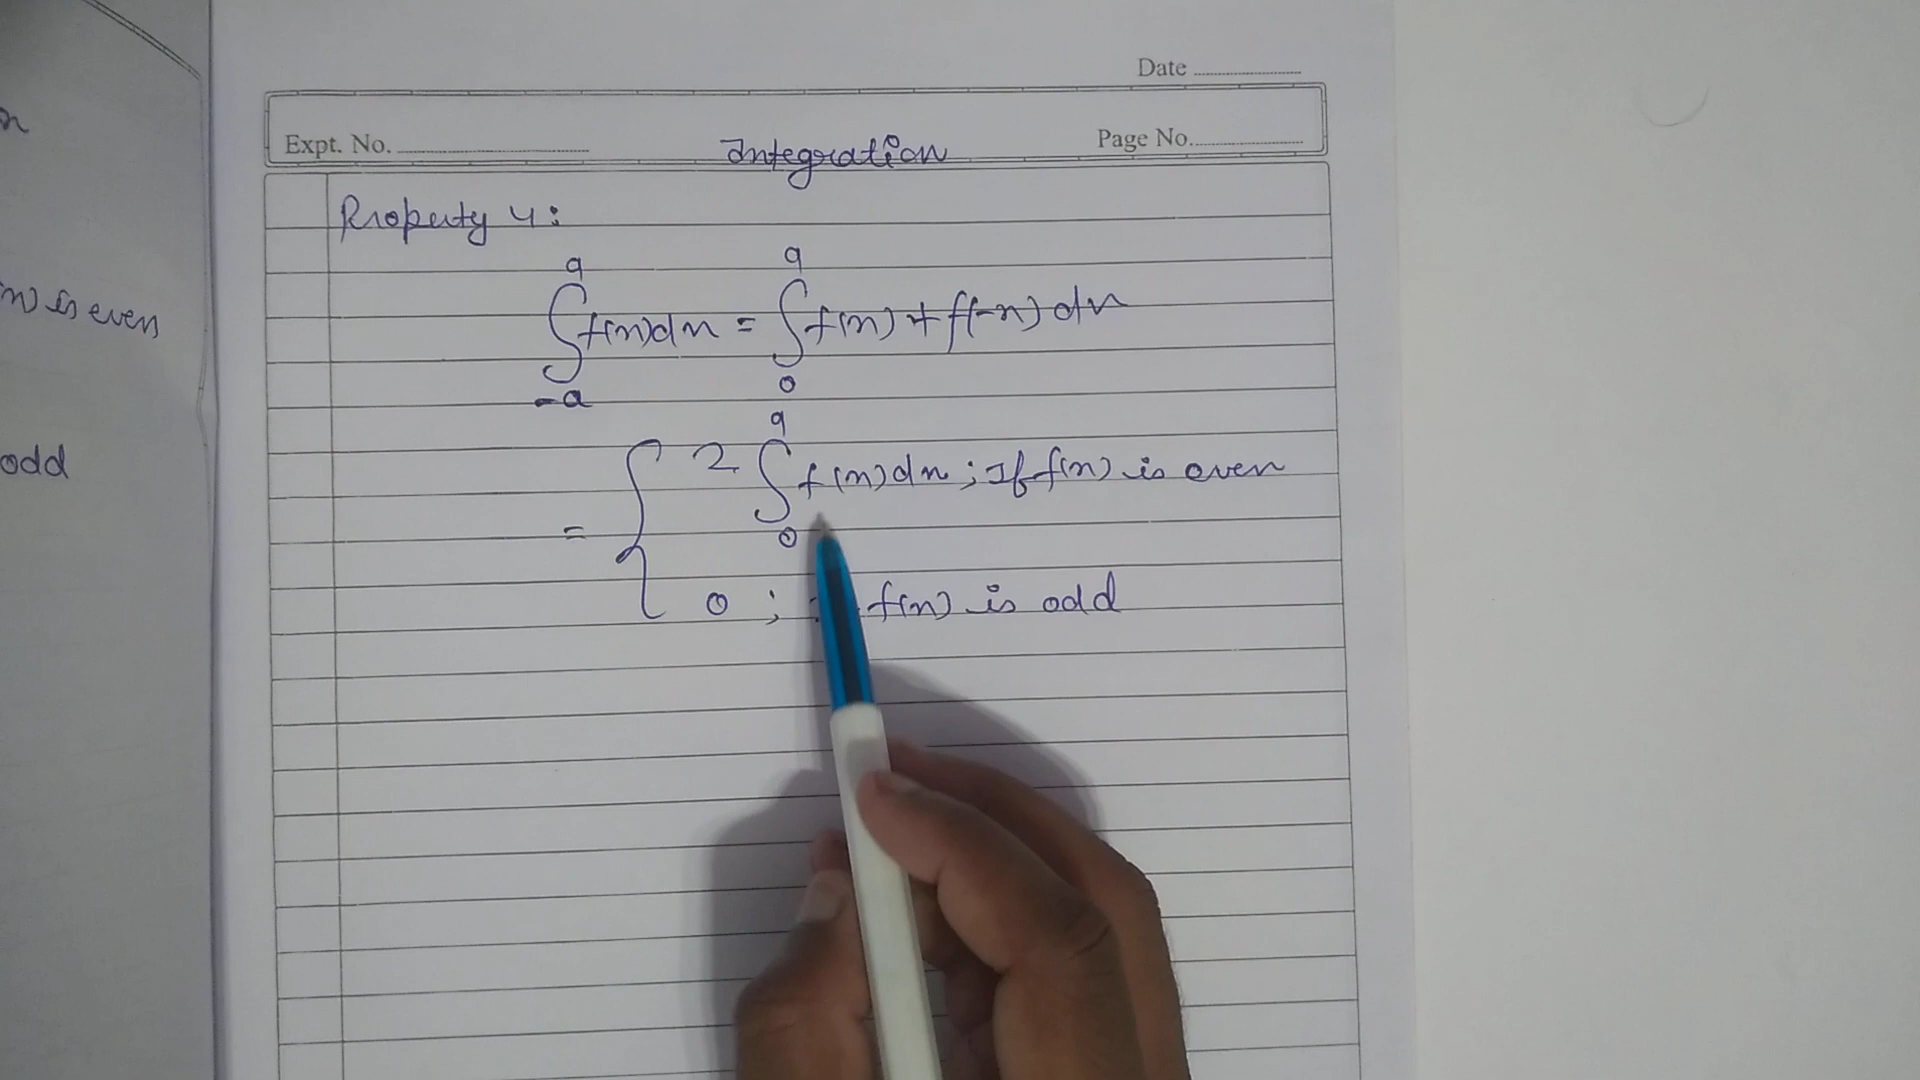 Date
Expt. No.
Integration
Page No.
Property 4:
∫_{-a}^{a} f(x)dx = ∫_{0}^{a} f(x) + f(-x) dx
= { 2 ∫_{0}^{a} f(x)dx ; If f(x) is even
0 ; f(x) is odd
x
x) is even
odd